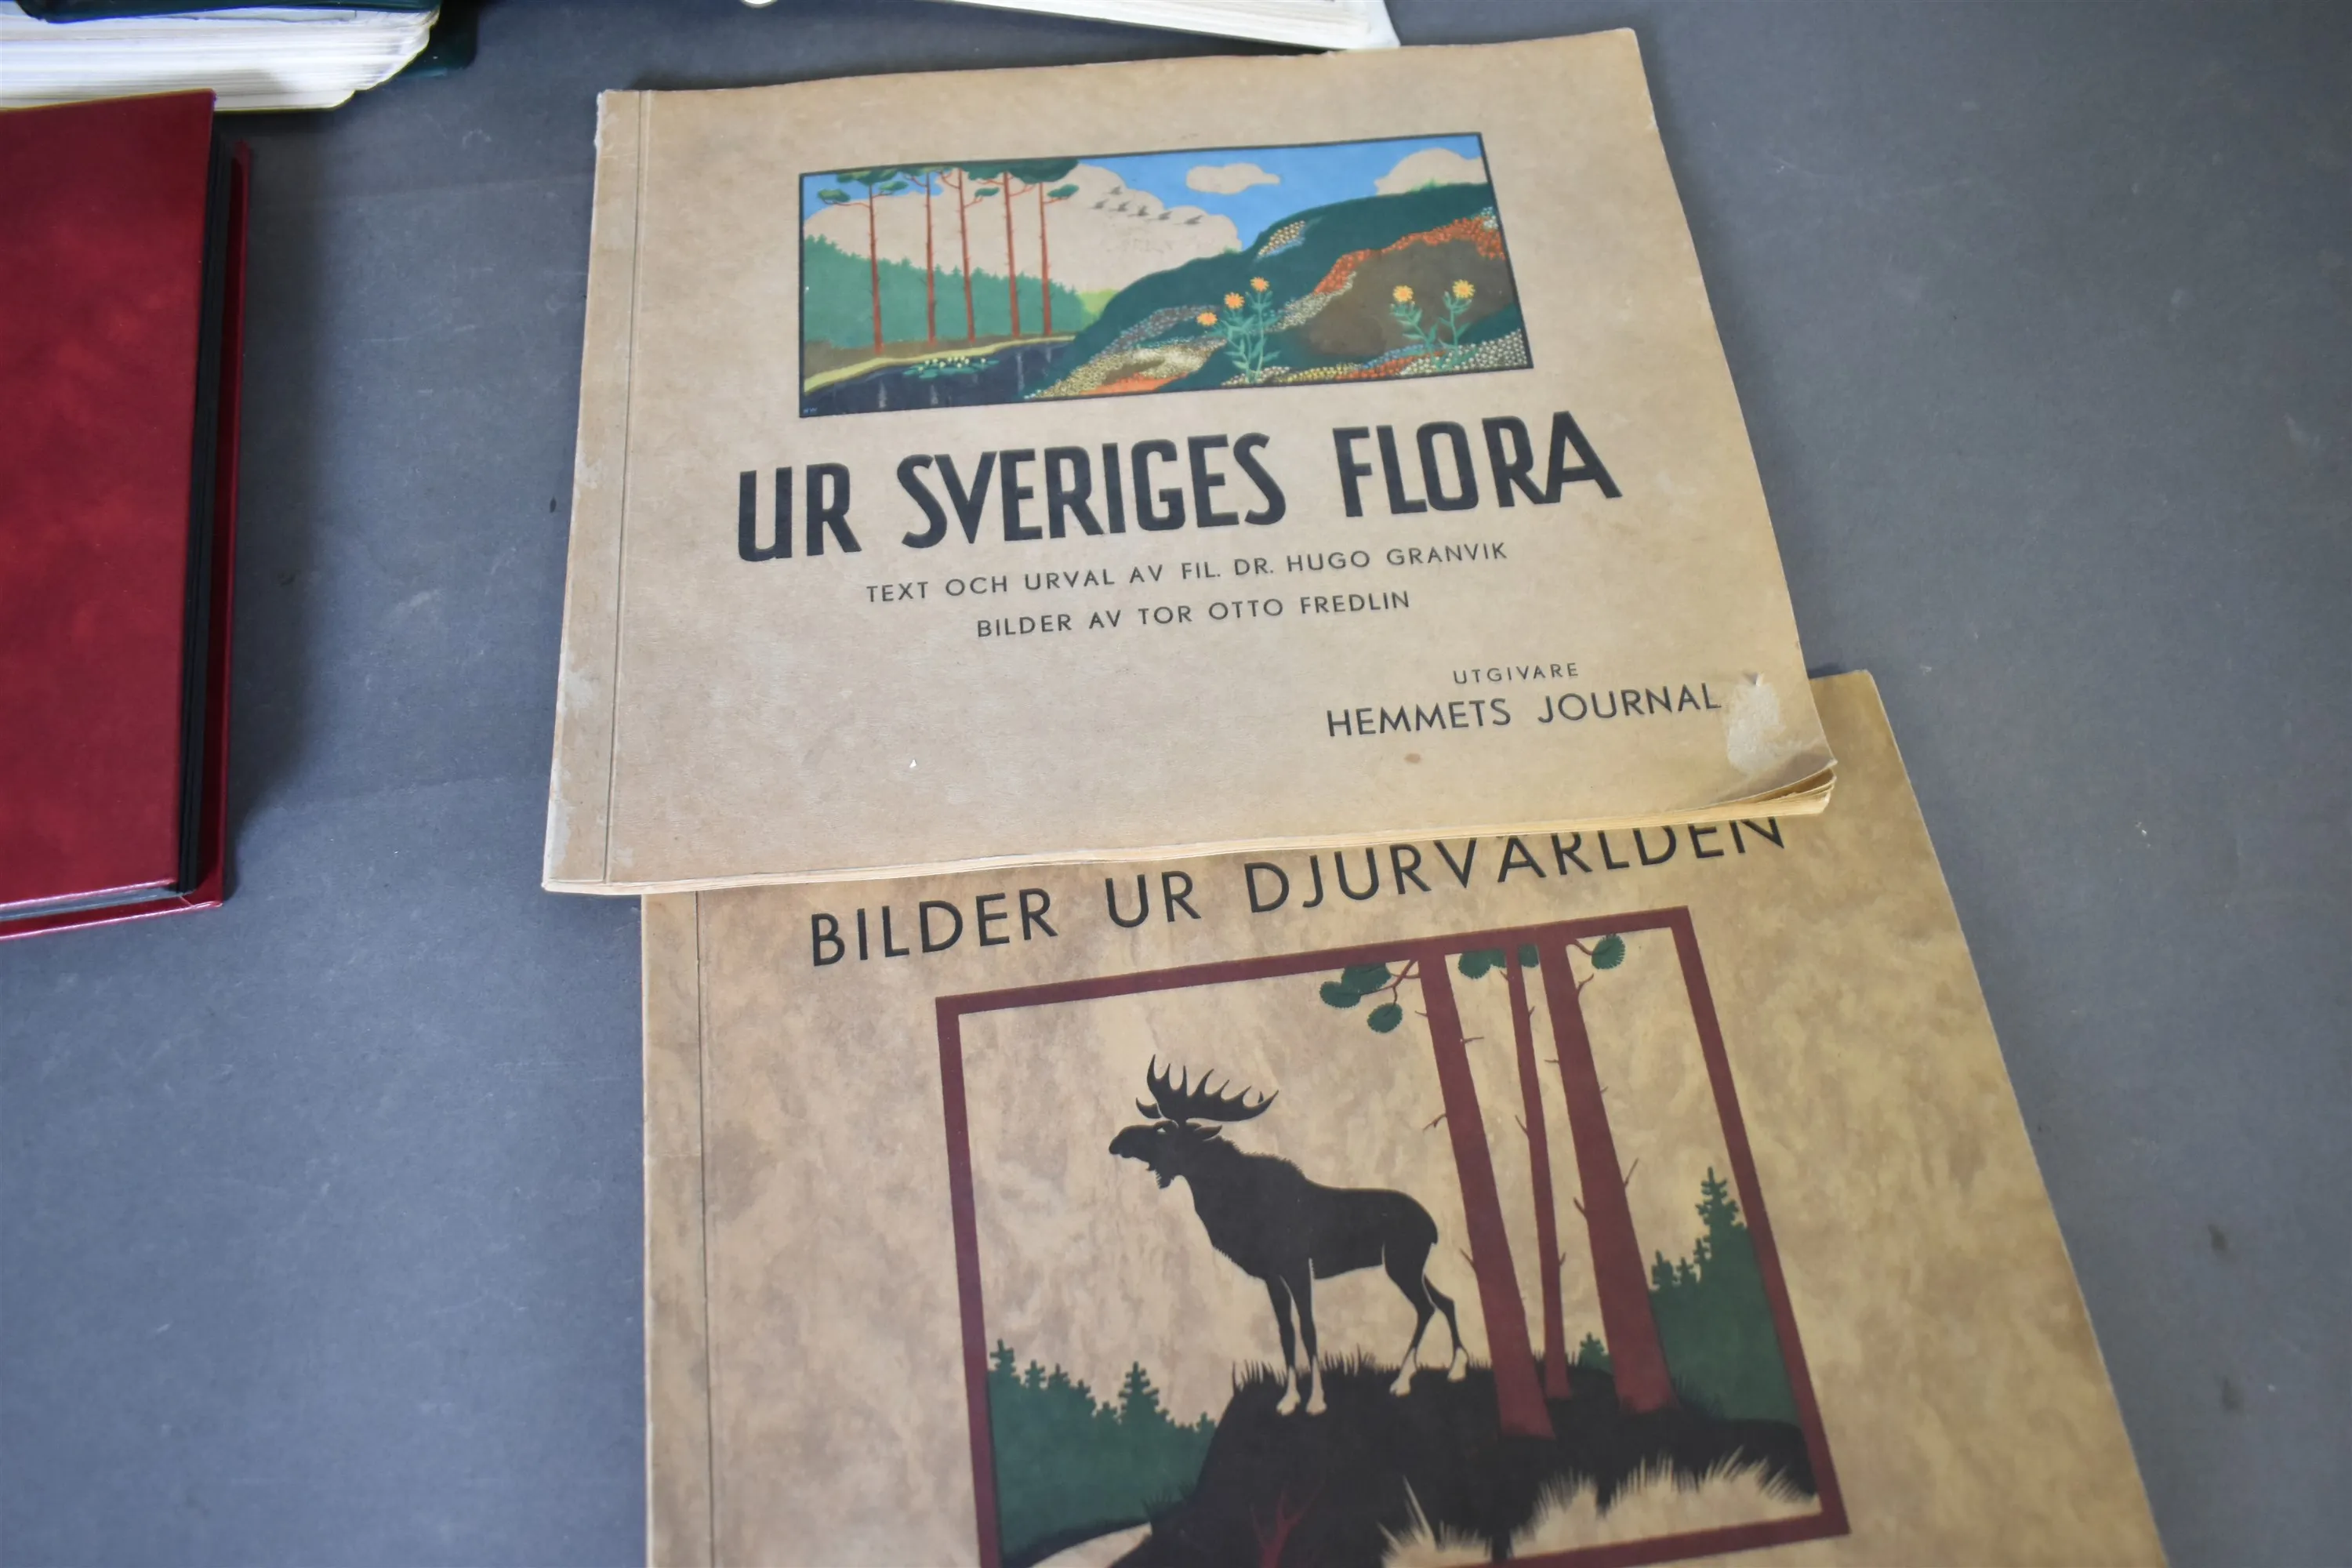 UR SVERIGES FLORA
TEXT OCH URVAL AV FIL. DR. HUGO GRANVIK
BILDER AV TOR OTTO FREDLIN
UTGIVARE
HEMMETS JOURNAL
BILDER UR DJURVÄRLDEN